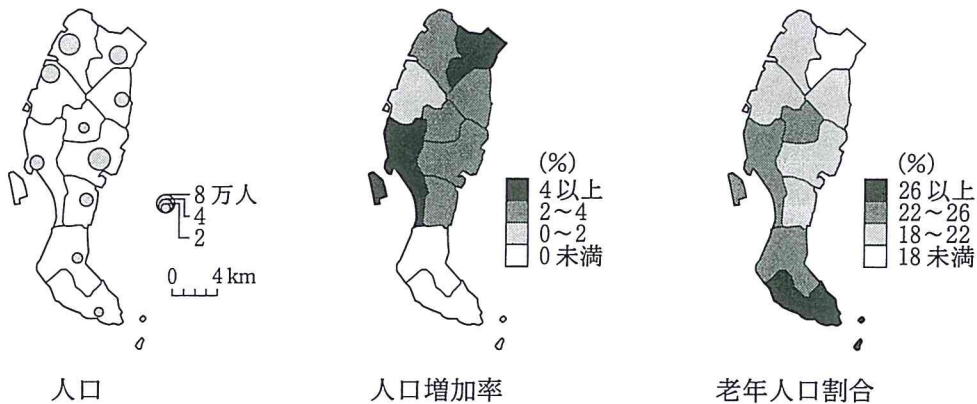 8万人
4
2
0 4km
人口
(%)
4以上
2~4
0~2
0未満
人口増加率
(%)
26以上
22~26
18~22
18未満
老年人口割合